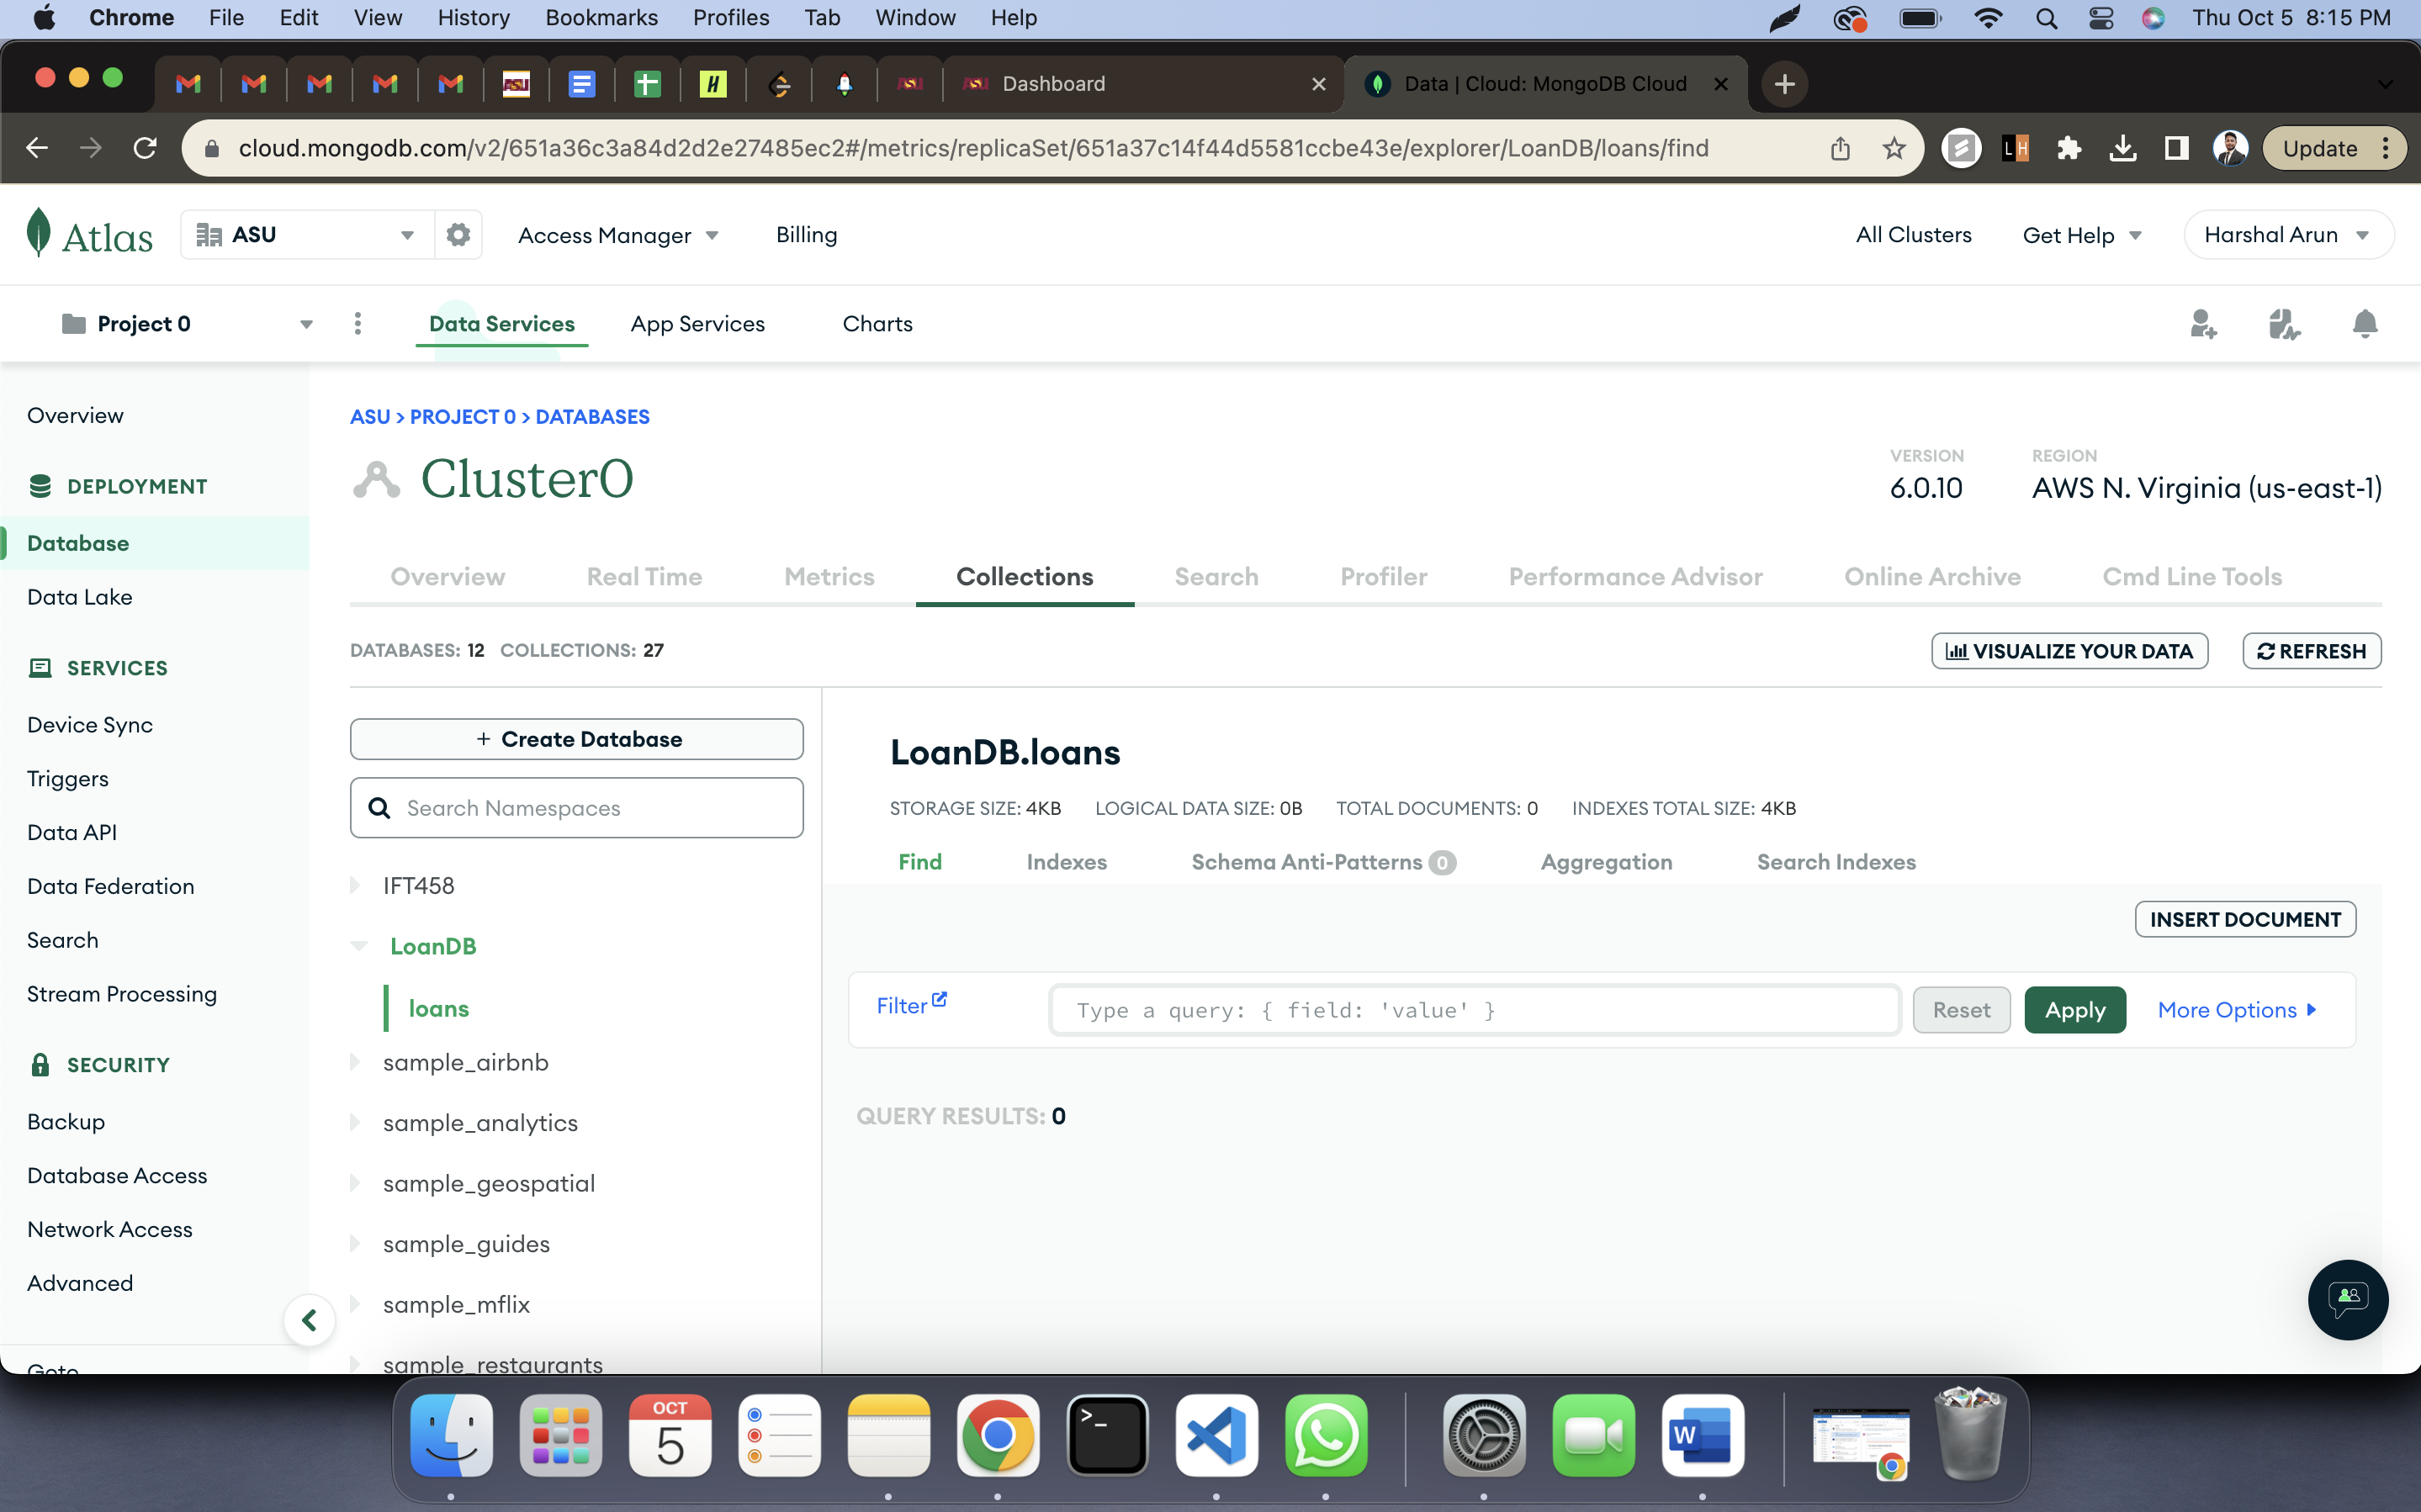 Chrome File Edit View History Bookmarks Profiles Tab Window Help Thu Oct 5 8:15 PM
Dashboard Data | Cloud: MongoDB Cloud
cloud.mongodb.com/v2/651a36c3a84d2d2e27485ec2#/metrics/replicaSet/651a37c14f44d5581ccbe43e/explorer/LoanDB/loans/find Update
Atlas ASU Access Manager Billing All Clusters Get Help Harshal Arun
Project 0 Data Services App Services Charts
Overview
DEPLOYMENT
Database
Data Lake
SERVICES
Device Sync
Triggers
Data API
Data Federation
Search
Stream Processing
SECURITY
Backup
Database Access
Network Access
Advanced
Goto
ASU > PROJECT 0 > DATABASES
Cluster0
VERSION
6.0.10
REGION
AWS N. Virginia (us-east-1)
Overview Real Time Metrics Collections Search Profiler Performance Advisor Online Archive Cmd Line Tools
DATABASES: 12 COLLECTIONS: 27
VISUALIZE YOUR DATA
REFRESH
+ Create Database
Search Namespaces
IFT458
LoanDB
loans
sample_airbnb
sample_analytics
sample_geospatial
sample_guides
sample_mflix
sample_restaurants
LoanDB.loans
STORAGE SIZE: 4KB LOGICAL DATA SIZE: 0B TOTAL DOCUMENTS: 0 INDEXES TOTAL SIZE: 4KB
Find Indexes Schema Anti-Patterns 0 Aggregation Search Indexes
INSERT DOCUMENT
Filter Type a query: { field: 'value' } Reset Apply More Options
QUERY RESULTS: 0
OCT
5